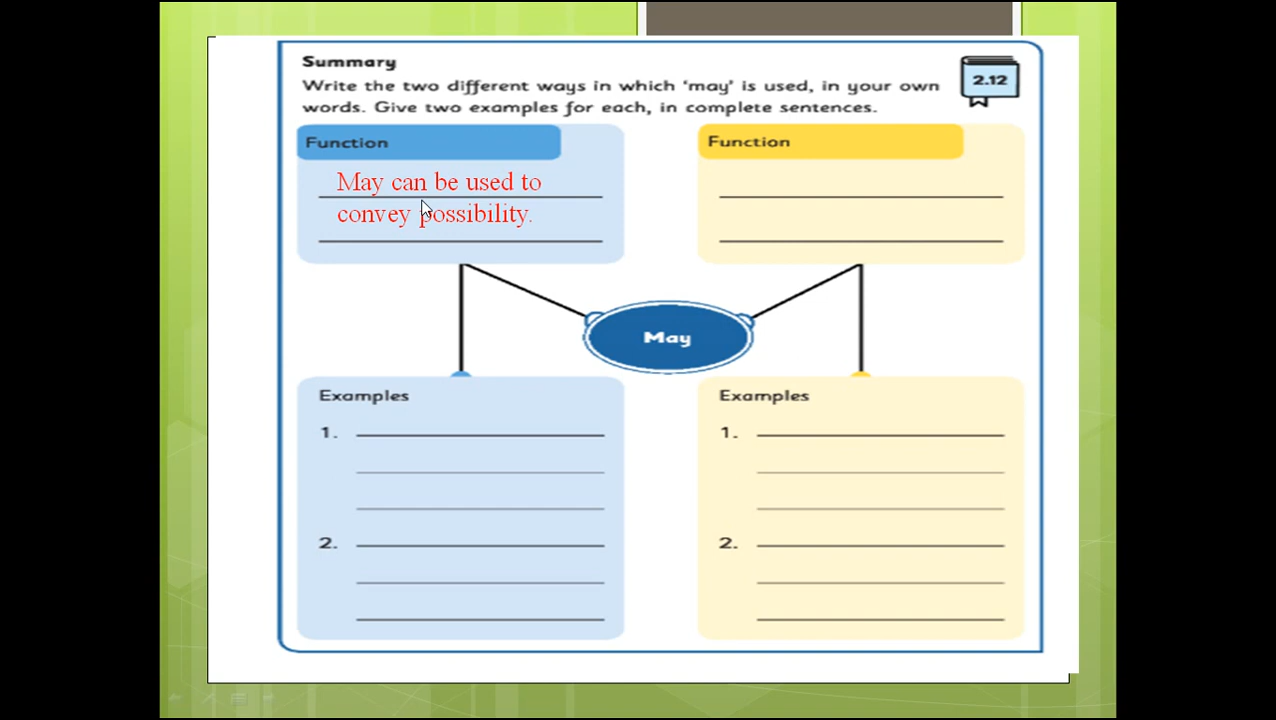 Summary
Write the two different ways in which 'may' is used, in your own
words. Give two examples for each, in complete sentences.
2.12
Function
May can be used to
convey possibility.
Function
May
Examples
1.
2.
Examples
1.
2.